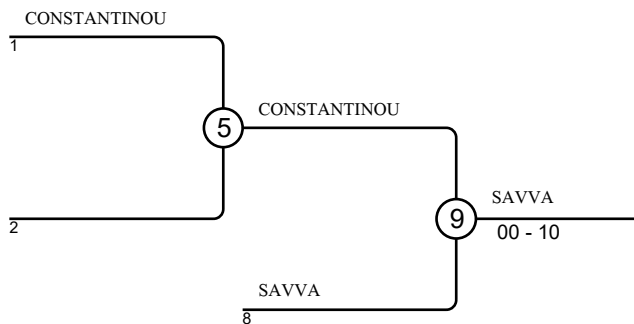 CONSTANTINOU
1
CONSTANTINOU
5
SAVVA
9
00 - 10
2
SAVVA
8